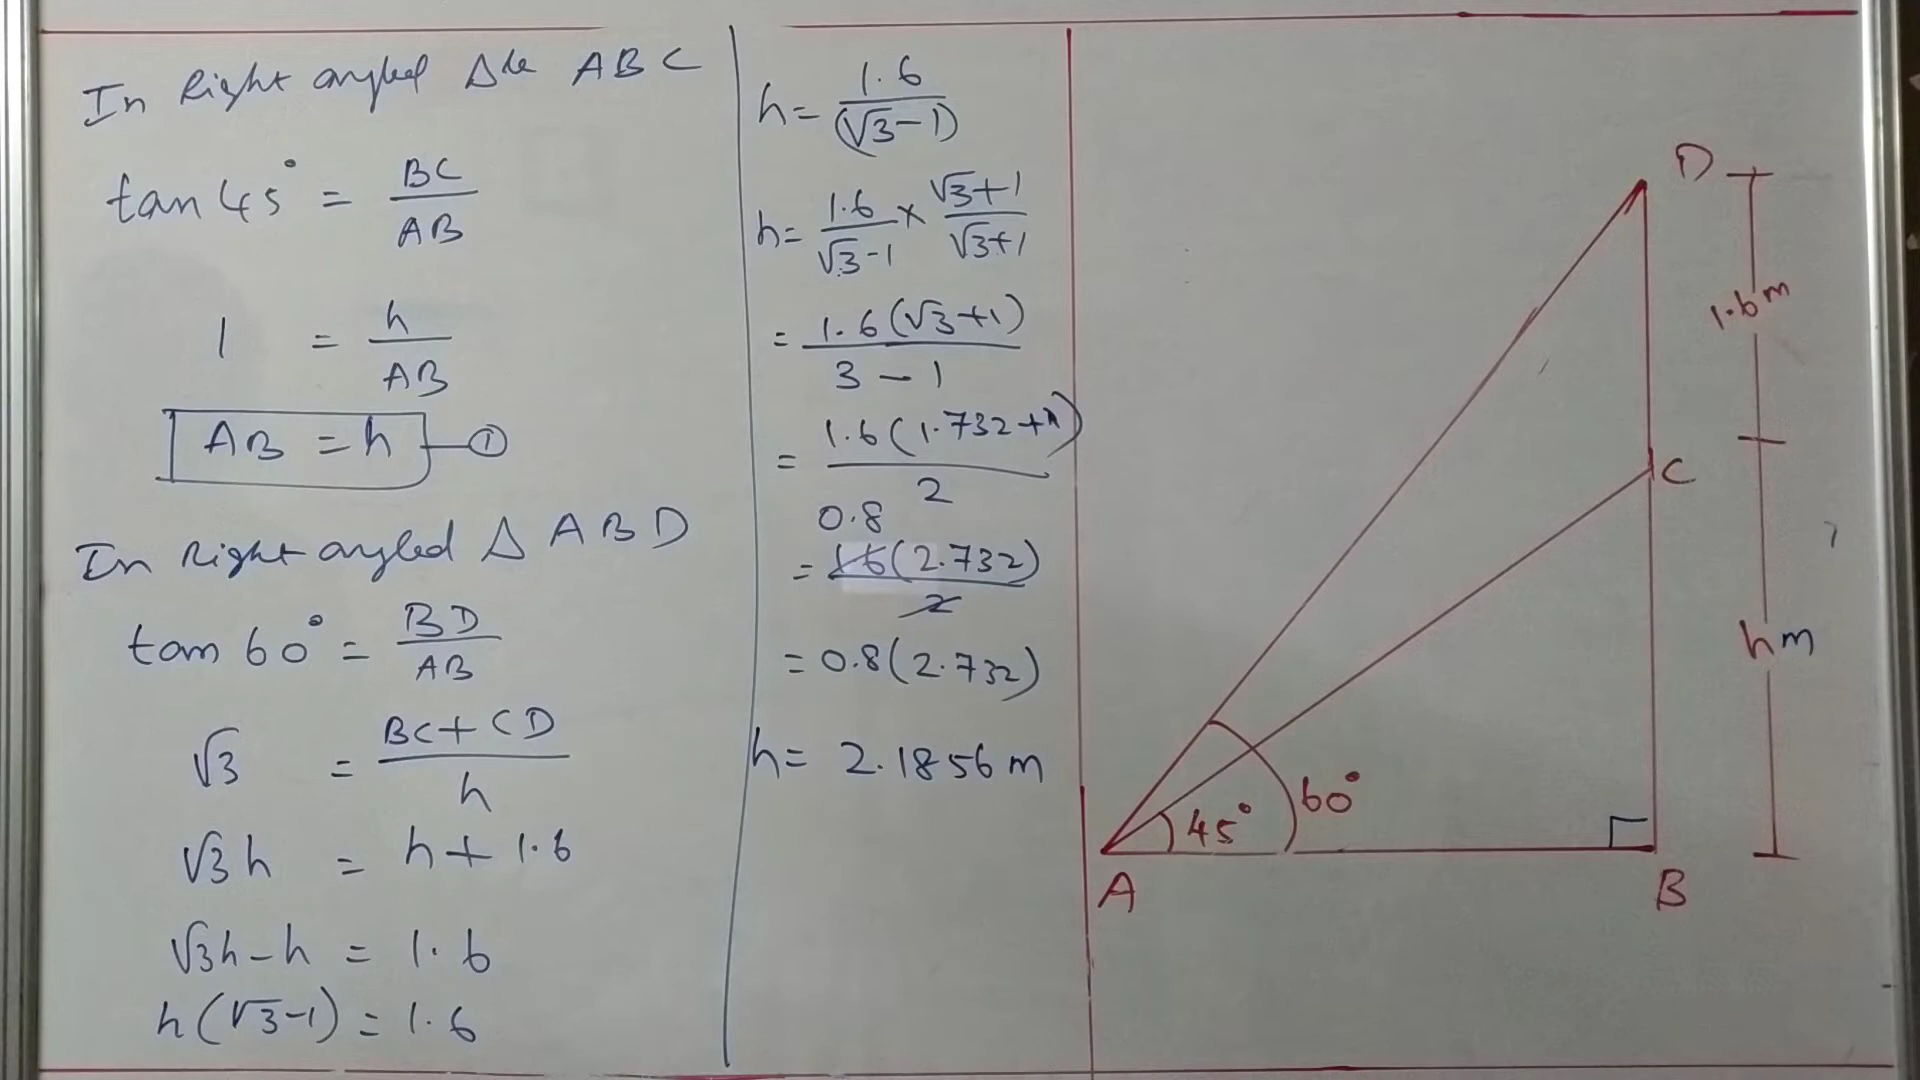 In Right angled Δle ABC
tan 45° = BC/AB
1 = h/AB
AB = h —①
In Right angled Δ ABD
tan 60° = BD/AB
√3 = BC+CD/h
√3h = h + 1.6
√3h-h = 1.6
h(√3-1) = 1.6
h = 1.6/(√3-1)
h = 1.6/√3-1 × √3+1/√3+1
= 1.6(√3+1)/3-1
= 1.6(1.732+1)/2
0.8
= 1.6(2.732)/2
= 0.8(2.732)
h = 2.1856 m
D
1.6m
C
hm
60°
45°
A
B